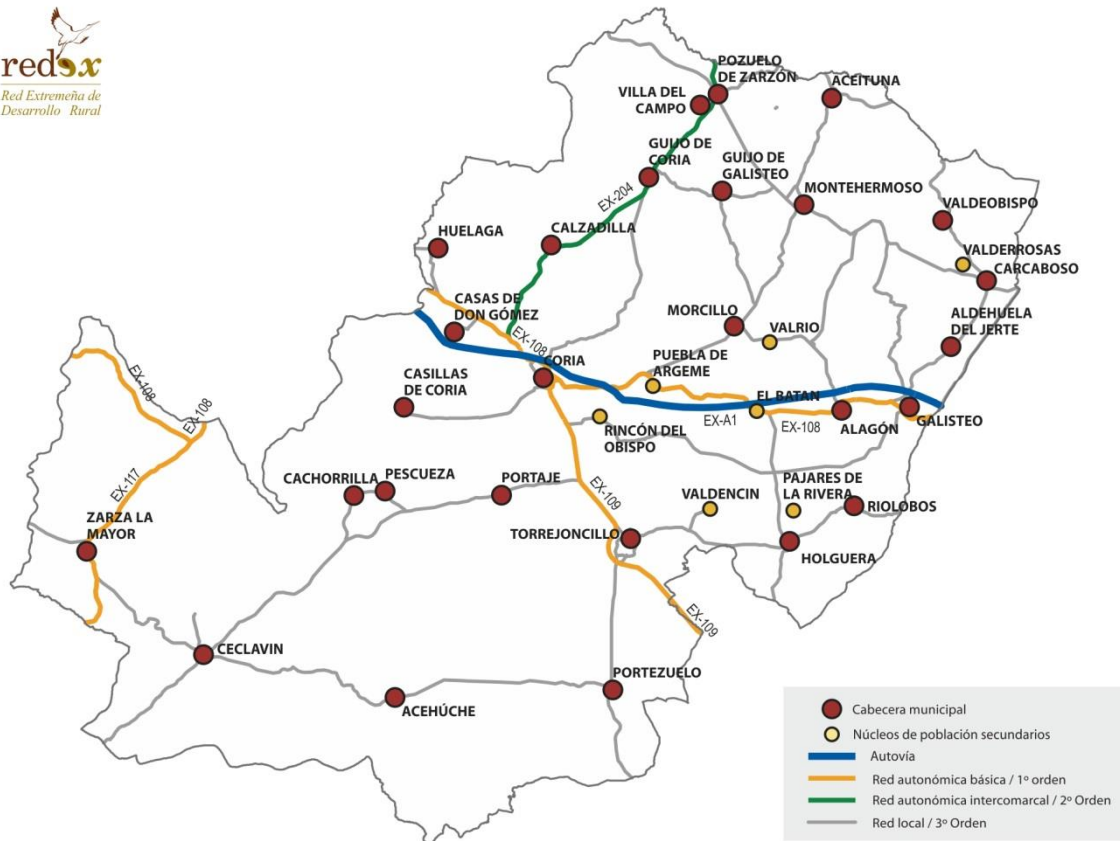 redex
Red Extremeña de
Desarrollo Rural
POZUELO
DE ZARZÓN
ACEITUNA
VILLA DEL
CAMPO
GUIJO DE
CORIA
GUIJO DE
GALISTEO
MONTEHERMOSO
VALDEOBISPO
EX-204
HUELAGA
CALZADILLA
VALDERROSAS
CARCABOSO
CASAS DE
DON GÓMEZ
MORCILLO
VALRIO
ALDEHUELA
DEL JERTE
EX-108
CORIA
PUEBLA DE
ARGEME
CASILLAS
DE CORIA
EL BATAN
EX-A1
EX-108
ALAGÓN
GALISTEO
RINCÓN DEL
OBISPO
EX-108
EX-108
EX-117
CACHORRILLA
PESCUEZA
PORTAJE
EX-109
VALDENCIN
PAJARES DE
LA RIVERA
RIOLOBOS
ZARZA LA
MAYOR
TORREJONCILLO
HOLGUERA
EX-109
CECLAVIN
PORTEZUELO
ACEHÚCHE
Cabecera municipal
Núcleos de población secundarios
Autovía
Red autonómica básica / 1º orden
Red autonómica intercomarcal / 2º Orden
Red local / 3º Orden